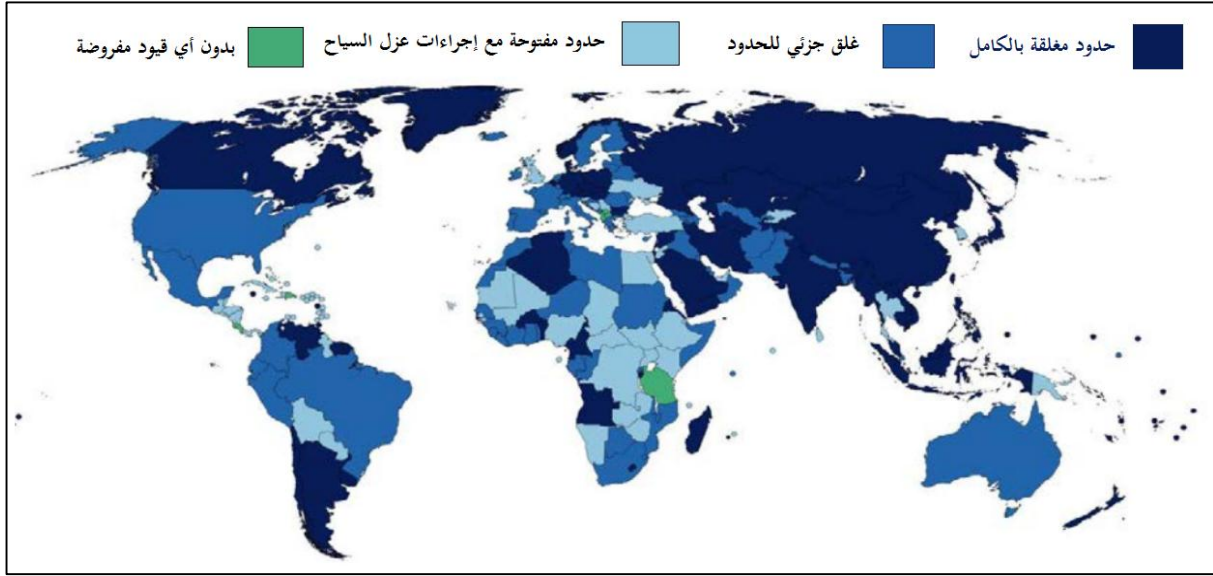 حدود مغلقة بالكامل
غلق جزئي للحدود
حدود مفتوحة مع إجراءات عزل السياح
بدون أي قيود مفروضة